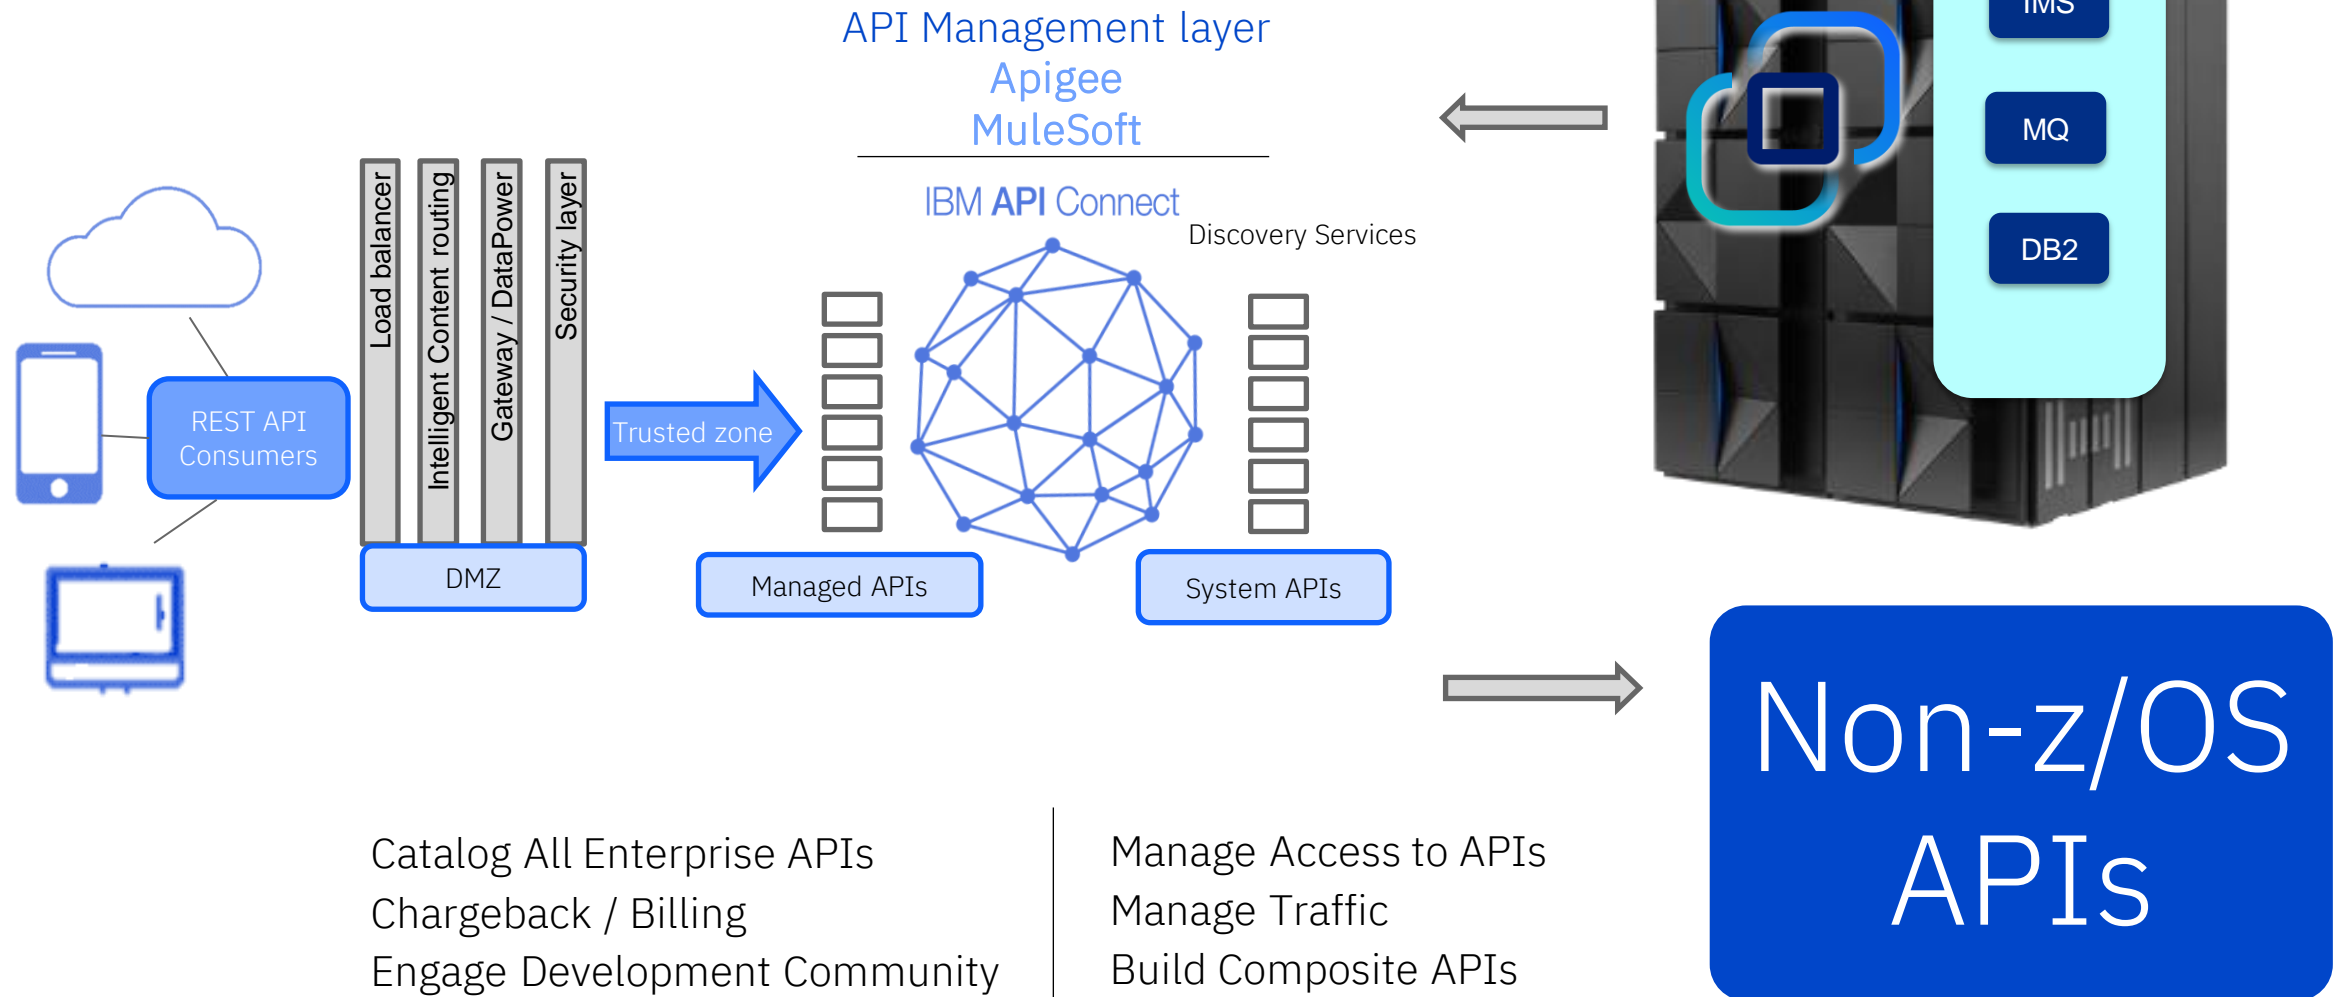 API Management layer
Apigee
MuleSoft
IBM API Connect
Discovery Services
IMS
MQ
DB2
Load balancer
Intelligent Content routing
Gateway / DataPower
Security layer
REST API
Consumers
Trusted zone
DMZ
Managed APIs
System APIs
Non-z/OS
APIs
Catalog All Enterprise APIs
Chargeback / Billing
Engage Development Community
Manage Access to APIs
Manage Traffic
Build Composite APIs